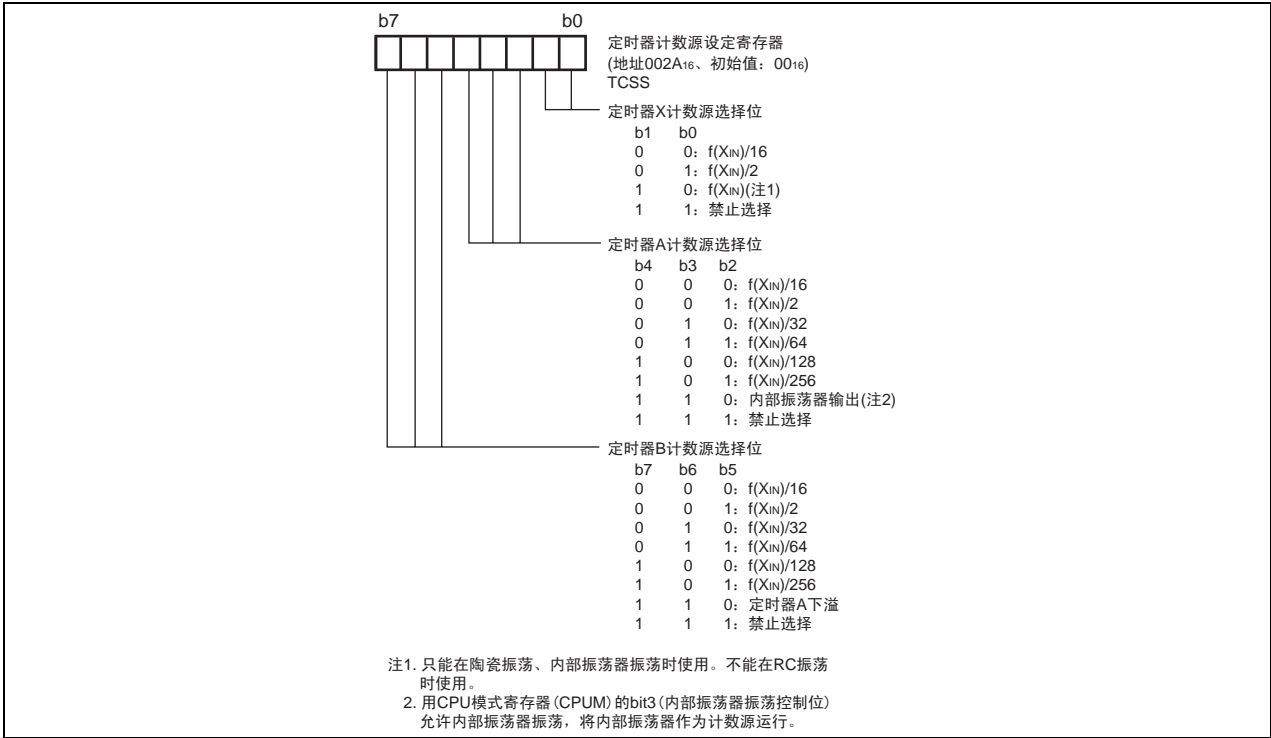 b7 b0
定时器计数源设定寄存器
(地址002A16、初始值：0016)
TCSS
定时器X计数源选择位
b1 b0
0 0：f(XIN)/16
0 1：f(XIN)/2
1 0：f(XIN)(注1)
1 1：禁止选择
定时器A计数源选择位
b4 b3 b2
0 0 0：f(XIN)/16
0 0 1：f(XIN)/2
0 1 0：f(XIN)/32
0 1 1：f(XIN)/64
1 0 0：f(XIN)/128
1 0 1：f(XIN)/256
1 1 0：内部振荡器输出(注2)
1 1 1：禁止选择
定时器B计数源选择位
b7 b6 b5
0 0 0：f(XIN)/16
0 0 1：f(XIN)/2
0 1 0：f(XIN)/32
0 1 1：f(XIN)/64
1 0 0：f(XIN)/128
1 0 1：f(XIN)/256
1 1 0：定时器A下溢
1 1 1：禁止选择
注1. 只能在陶瓷振荡、内部振荡器振荡时使用。不能在RC振荡
时使用。
2. 用CPU模式寄存器(CPUM)的bit3(内部振荡器振荡控制位)
允许内部振荡器振荡，将内部振荡器作为计数源运行。